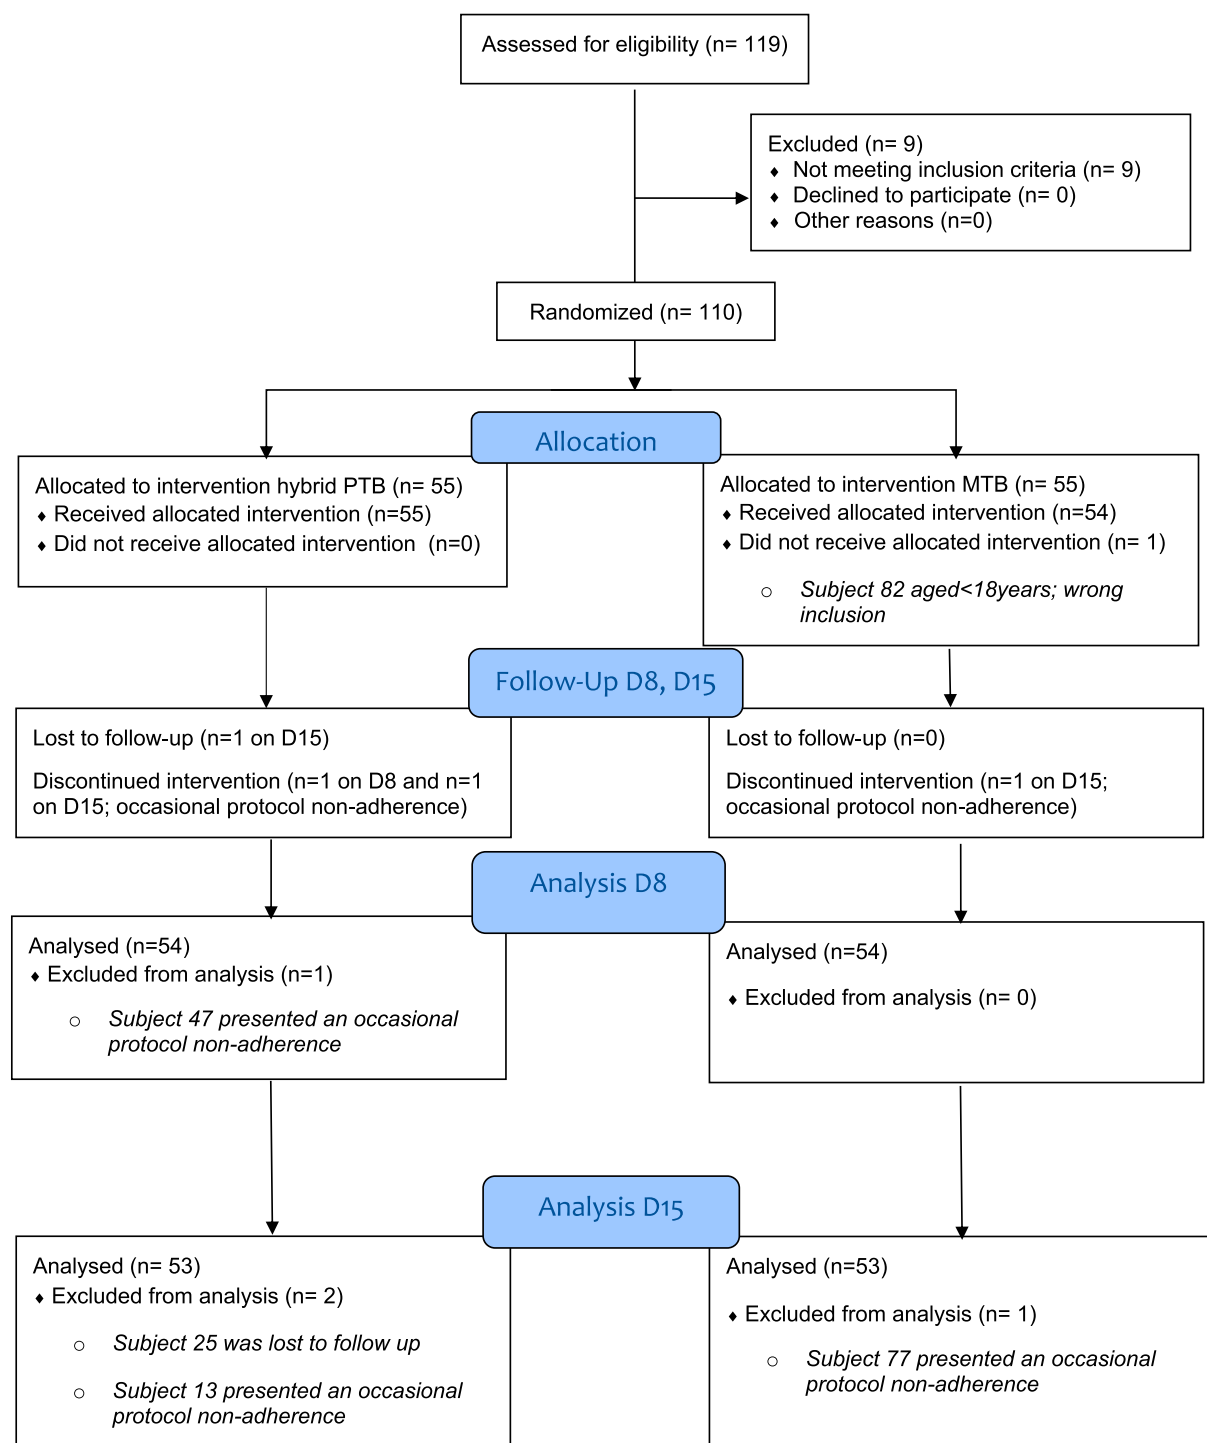 Assessed for eligibility (n= 119)
Excluded (n= 9)
♦ Not meeting inclusion criteria (n= 9)
♦ Declined to participate (n= 0)
♦ Other reasons (n=0)
Randomized (n= 110)
Allocation
Allocated to intervention hybrid PTB (n= 55)
♦ Received allocated intervention (n=55)
♦ Did not receive allocated intervention (n=0)
Allocated to intervention MTB (n= 55)
♦ Received allocated intervention (n=54)
♦ Did not receive allocated intervention (n= 1)
o Subject 82 aged<18years; wrong
inclusion
Follow-Up D8, D15
Lost to follow-up (n=1 on D15)
Discontinued intervention (n=1 on D8 and n=1
on D15; occasional protocol non-adherence)
Lost to follow-up (n=0)
Discontinued intervention (n=1 on D15;
occasional protocol non-adherence)
Analysis D8
Analysed (n=54)
♦ Excluded from analysis (n=1)
o Subject 47 presented an occasional
protocol non-adherence
Analysed (n=54)
♦ Excluded from analysis (n= 0)
Analysis D15
Analysed (n= 53)
♦ Excluded from analysis (n= 2)
o Subject 25 was lost to follow up
o Subject 13 presented an occasional
protocol non-adherence
Analysed (n=53)
♦ Excluded from analysis (n= 1)
o Subject 77 presented an occasional
protocol non-adherence